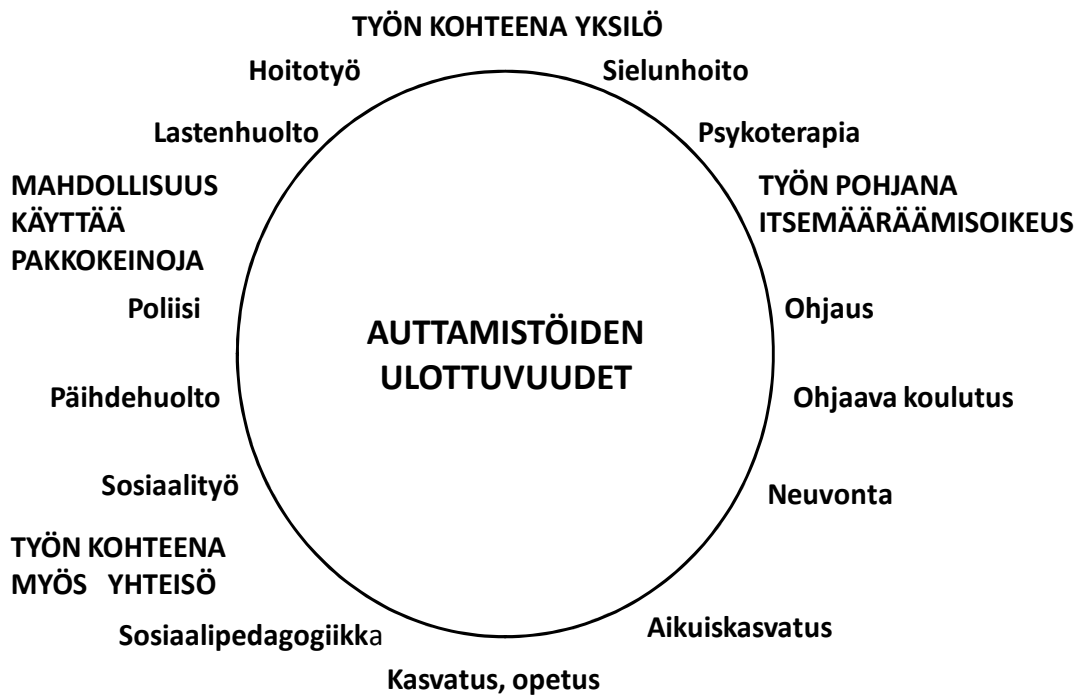 TYÖN KOHTEENA YKSILÖ
Hoitotyö
Sielunhoito
Lastenhuolto
Psykoterapia
MAHDOLLISUUS
KÄYTTÄÄ
PAKKOKEINOJA
TYÖN POHJANA
ITSEMÄÄRÄÄMISOIKEUS
Poliisi
Ohjaus
AUTTAMISTÖIDEN
ULOTTUVUUDET
Päihdehuolto
Ohjaava koulutus
Sosiaalityö
Neuvonta
TYÖN KOHTEENA
MYÖS YHTEISÖ
Sosiaalipedagogiikka
Aikuiskasvatus
Kasvatus, opetus